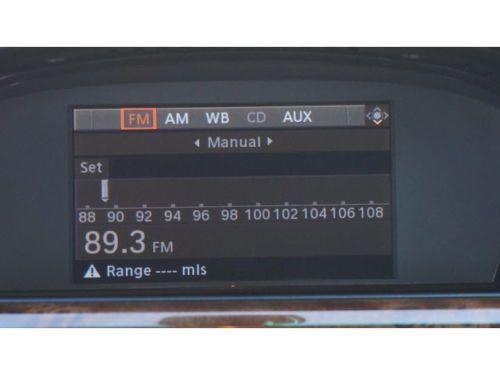 FM AM WB CD AUX
Manual
Set
88 90 92 94 96 98 100 102 104 106 108
89.3 FM
Range ---- mls